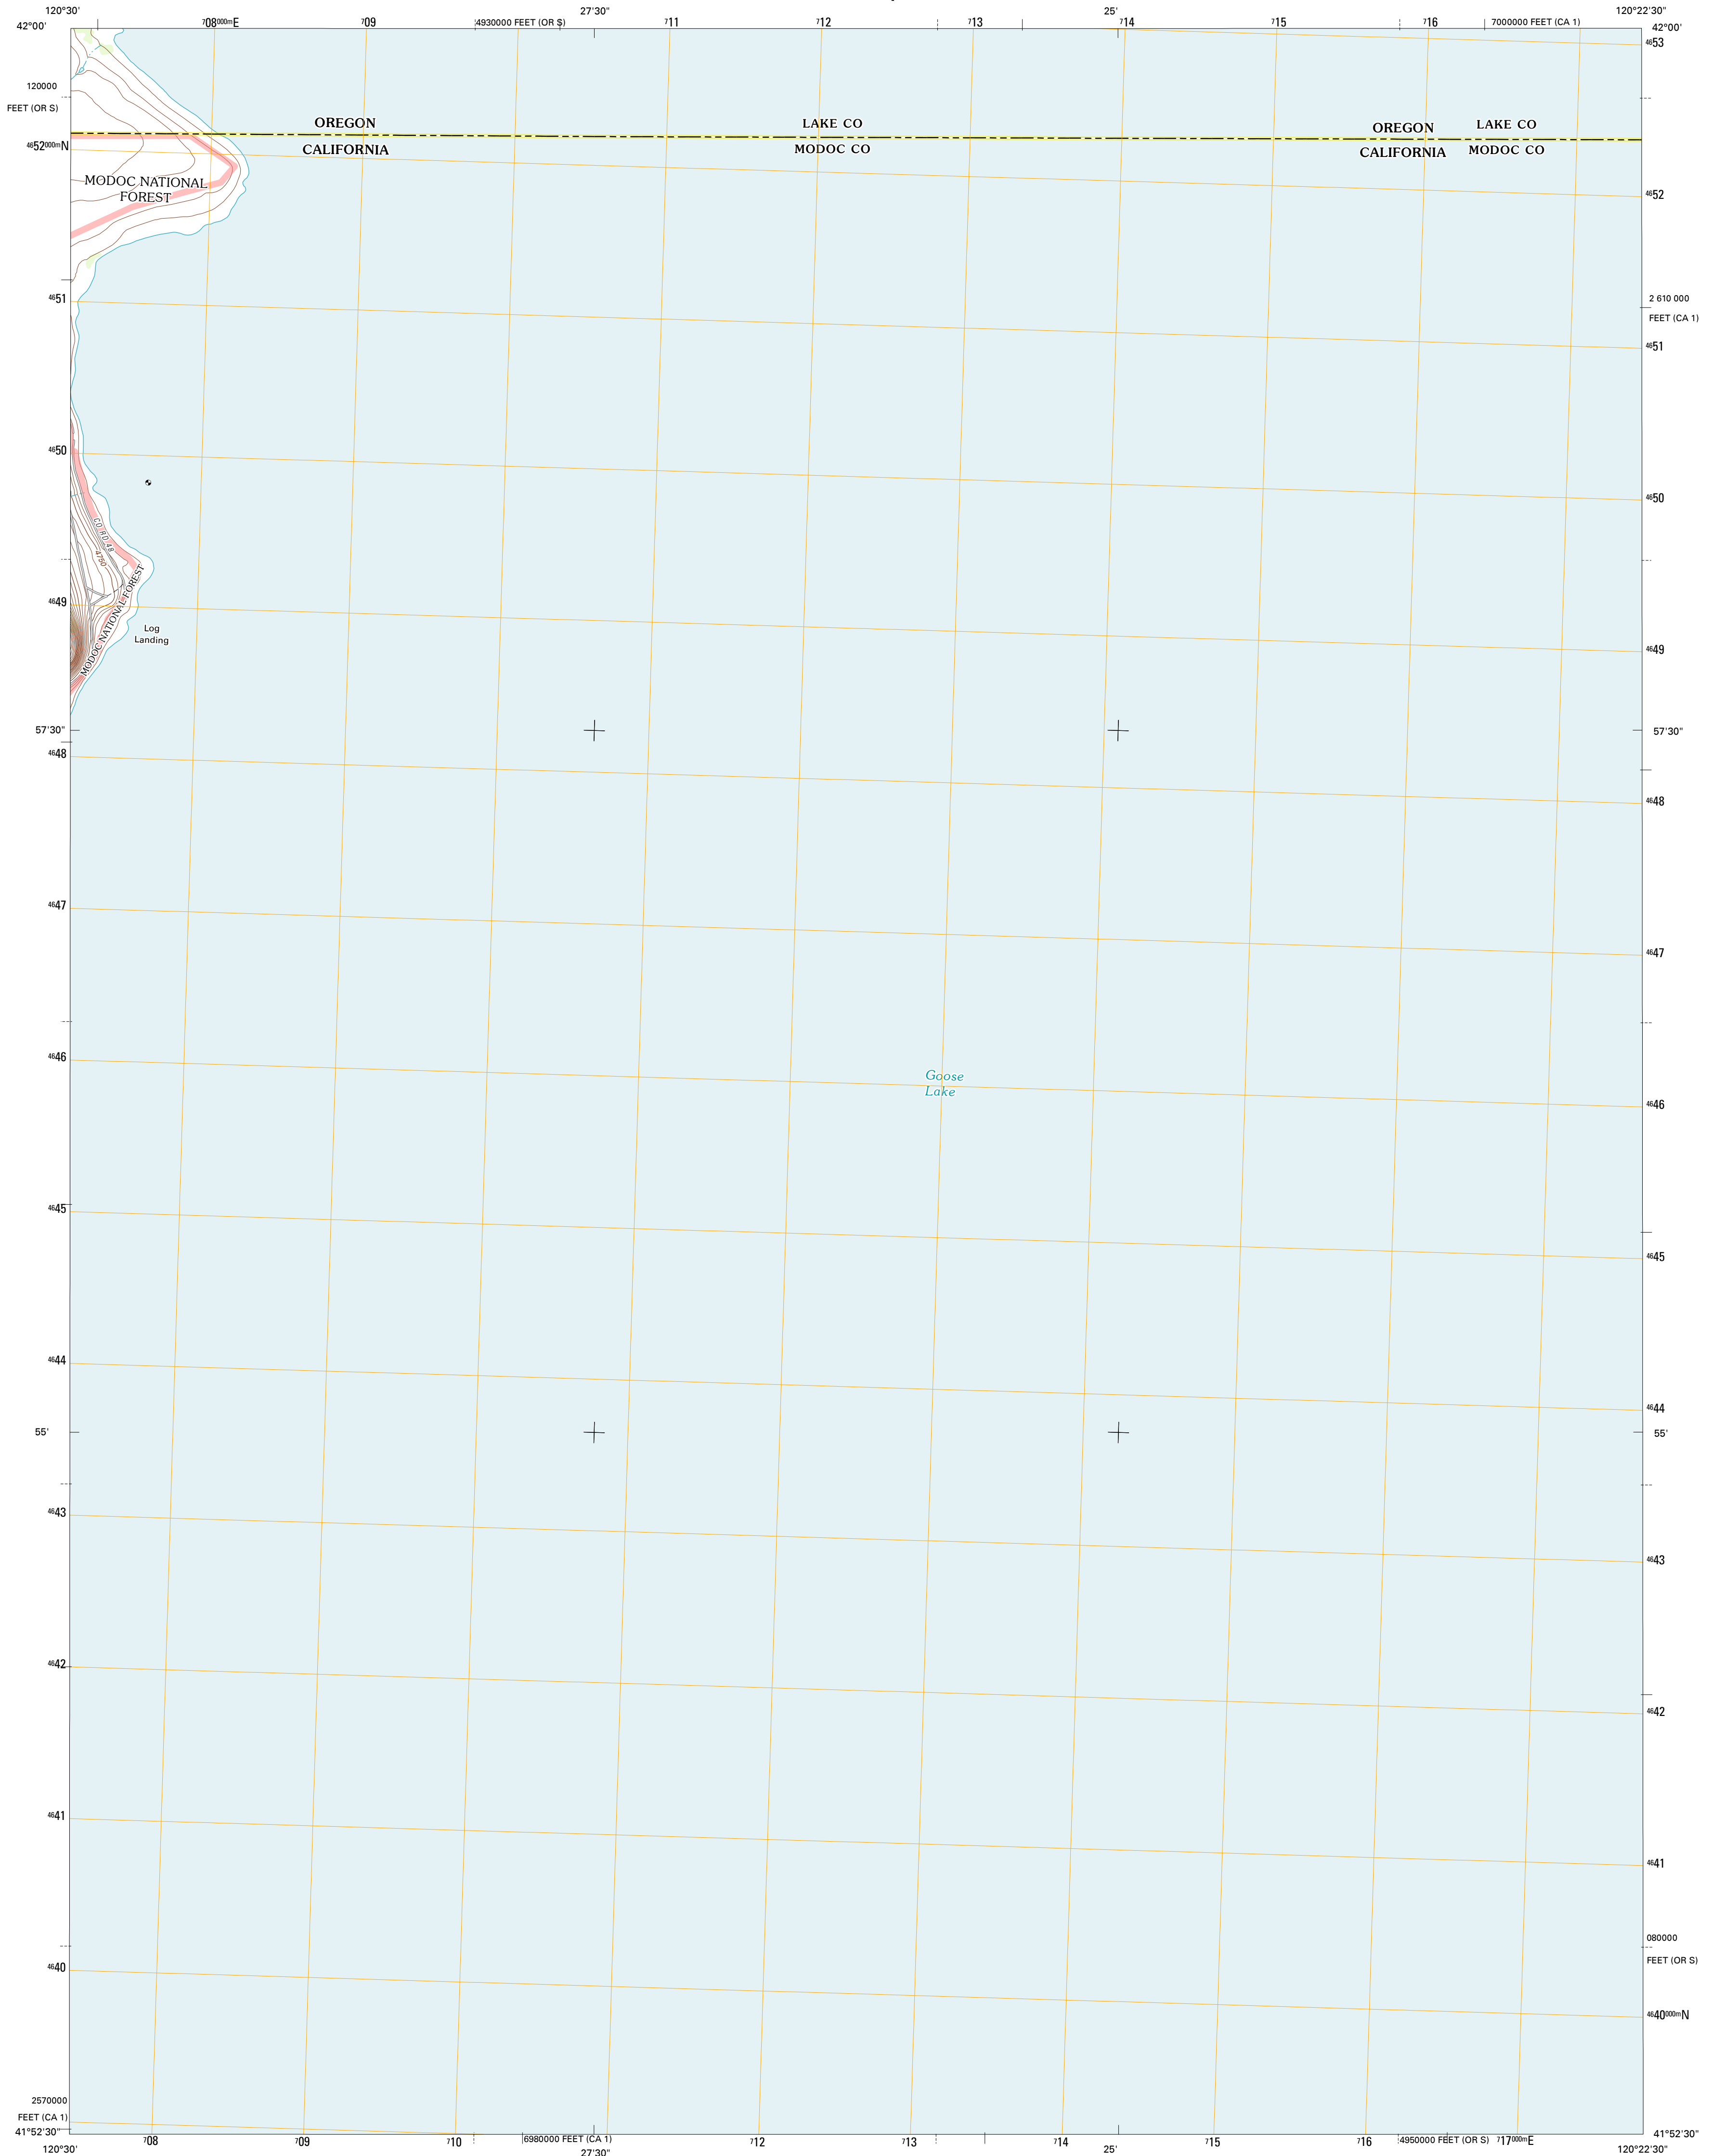 120°30' 708000mE 709 4930000 FEET (OR S) 27'30" 711 712 713 25' 714 715 716 7000000 FEET (CA 1) 120°22'30"
42°00' 42°00'
4653
120000
FEET (OR S)
OREGON LAKE CO OREGON LAKE CO
CALIFORNIA MODOC CO CALIFORNIA MODOC CO
4652000mN
MODOC NATIONAL
FOREST
4652
4651
2 610 000
FEET (CA 1)
4651
4650
4650
CO RD 48
4750
MODOC NATIONAL FOREST
4649
Log
Landing
4649
57'30" 57'30"
4648
4648
4647
4647
4646
Goose
Lake
4646
4645
4645
4644
4644
55' 55'
4643
4643
4642
4642
4641
4641
080000
FEET (OR S)
4640
4640000mN
2570000
FEET (CA 1)
41°52'30" 41°52'30"
120°30' 708 709 710 6980000 FEET (CA 1) 27'30" 712 713 714 25' 715 716 4950000 FEET (OR S) 717000mE 120°22'30"